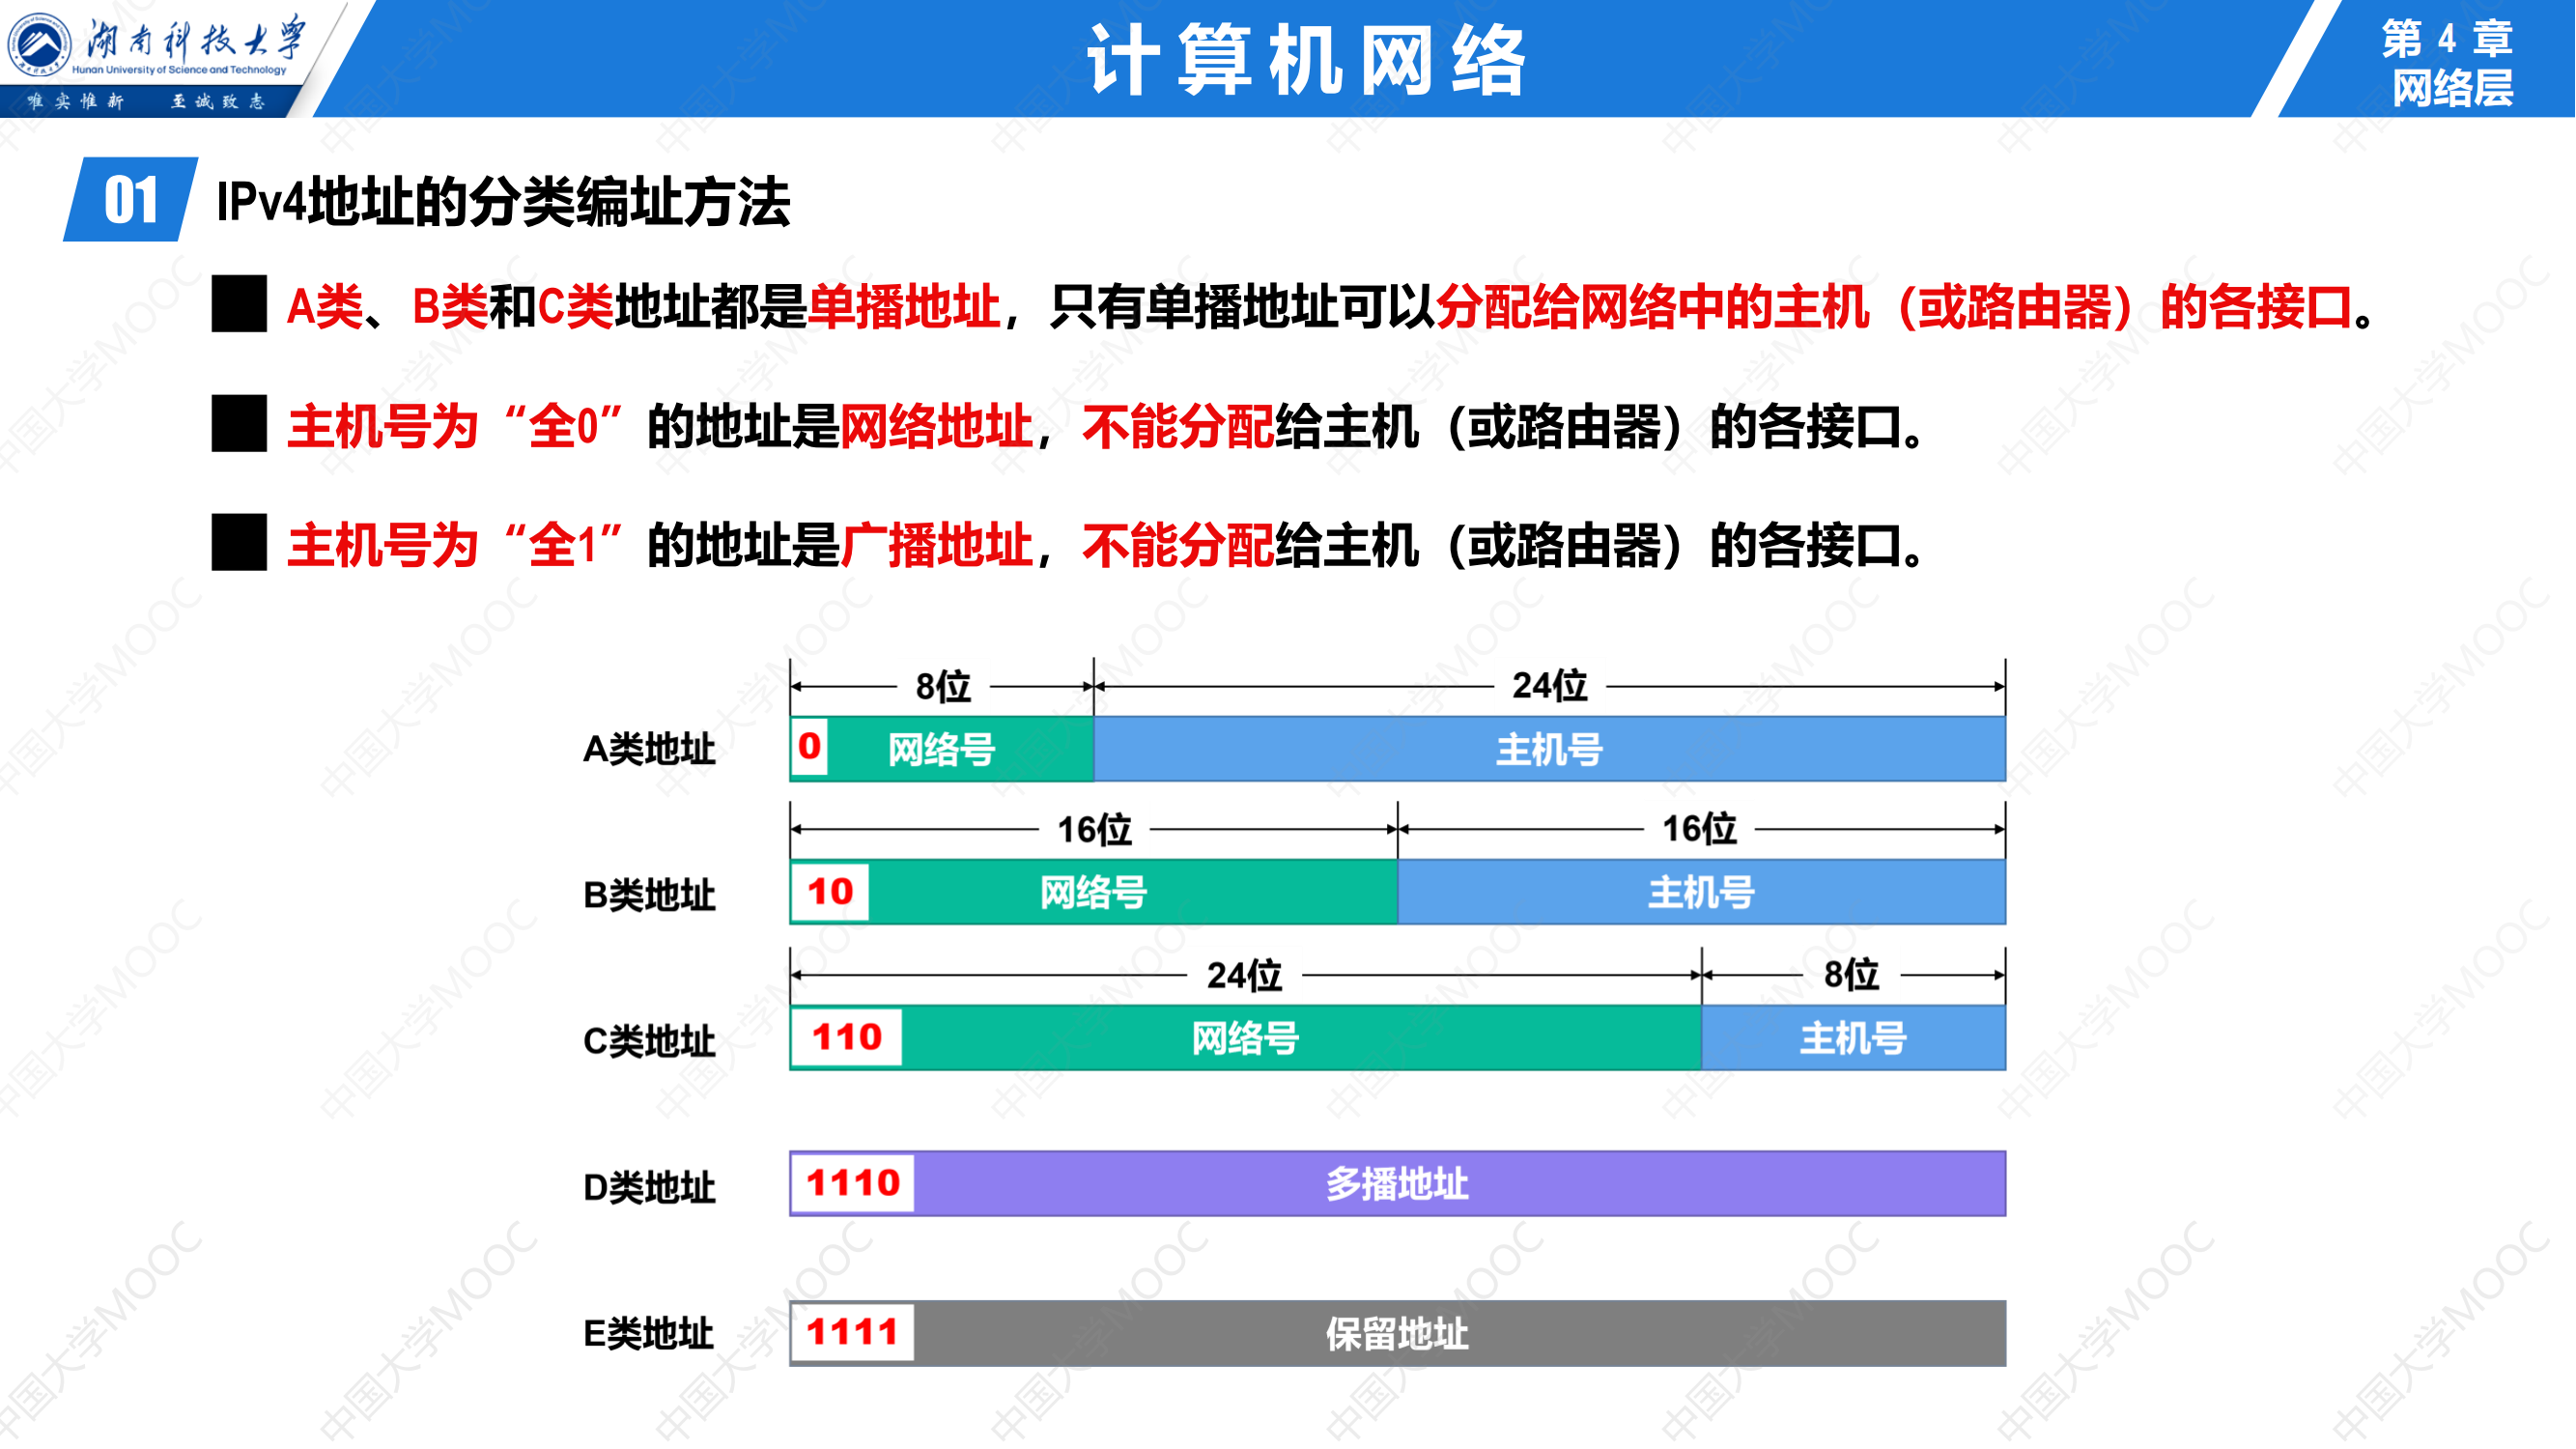 湖南科技大学
Hunan University of Science and Technology
唯实惟新 至诚致志
计算机网络
第 4 章
网络层
01 IPv4地址的分类编址方法
A类、B类和C类地址都是单播地址，只有单播地址可以分配给网络中的主机（或路由器）的各接口。
主机号为“全0”的地址是网络地址，不能分配给主机（或路由器）的各接口。
主机号为“全1”的地址是广播地址，不能分配给主机（或路由器）的各接口。
8位 24位
A类地址 0 网络号 主机号
16位 16位
B类地址 10 网络号 主机号
24位 8位
C类地址 110 网络号 主机号
D类地址 1110 多播地址
E类地址 1111 保留地址
中国大学MOOC